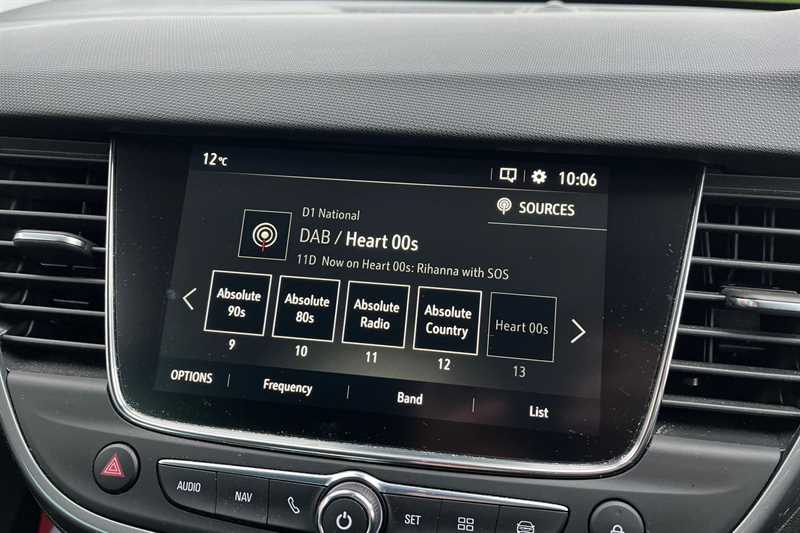 12°C
10:06
SOURCES
D1 National
DAB / Heart 00s
11D Now on Heart 00s: Rihanna with SOS
Absolute 90s
Absolute 80s
Absolute Radio
Absolute Country
Heart 00s
9
10
11
12
13
OPTIONS
Frequency
Band
List
AUDIO
NAV
SET